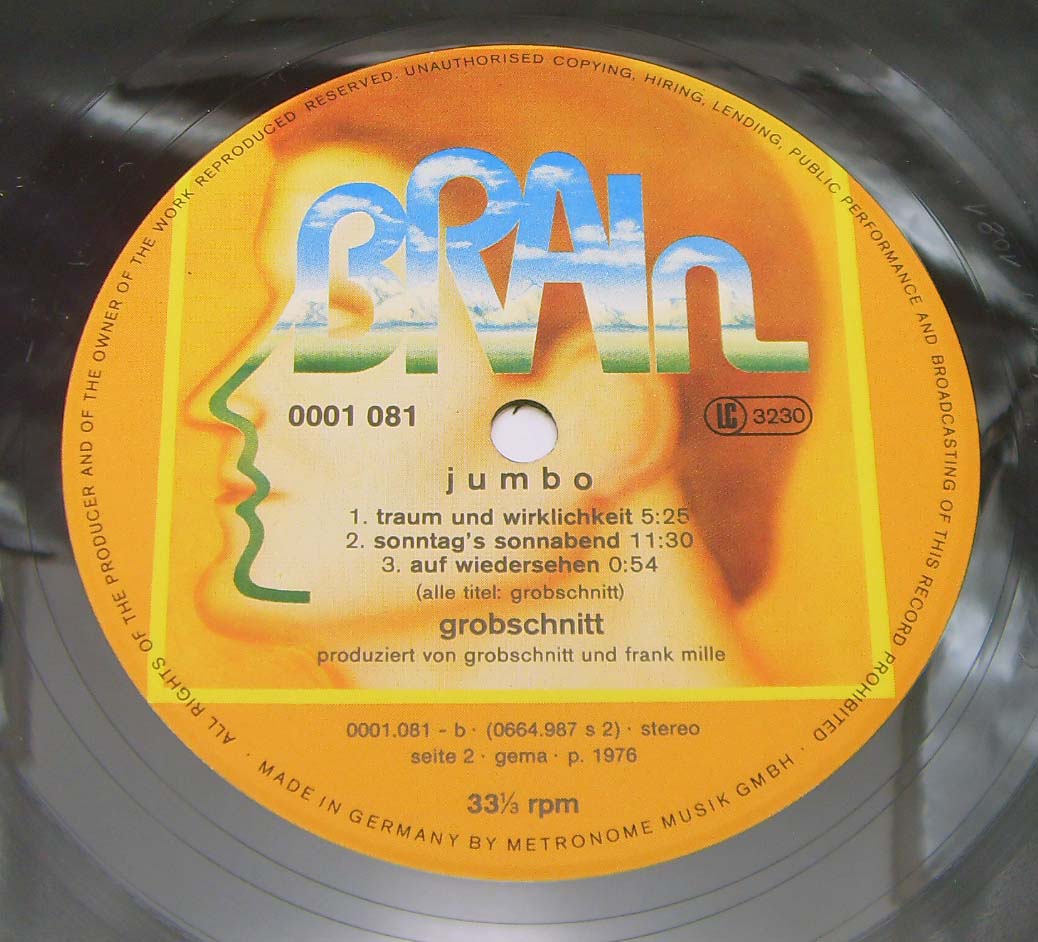 BRAIn
0001 081
LC 3230
jumbo
1. traum und wirklichkeit 5:25
2. sonntag's sonnabend 11:30
3. auf wiedersehen 0:54
(alle titel: grobschnitt)
grobschnitt
produziert von grobschnitt und frank mille
0001.081 - b · (0664.987 s 2) · stereo
seite 2 · gema · p. 1976
33⅓ rpm
ALL RIGHTS OF THE PRODUCER AND OF THE OWNER OF THE WORK REPRODUCED RESERVED. UNAUTHORISED COPYING, HIRING, LENDING, PUBLIC PERFORMANCE AND BROADCASTING OF THIS RECORD PROHIBITED
· MADE IN GERMANY BY METRONOME MUSIK GMBH ·
1081